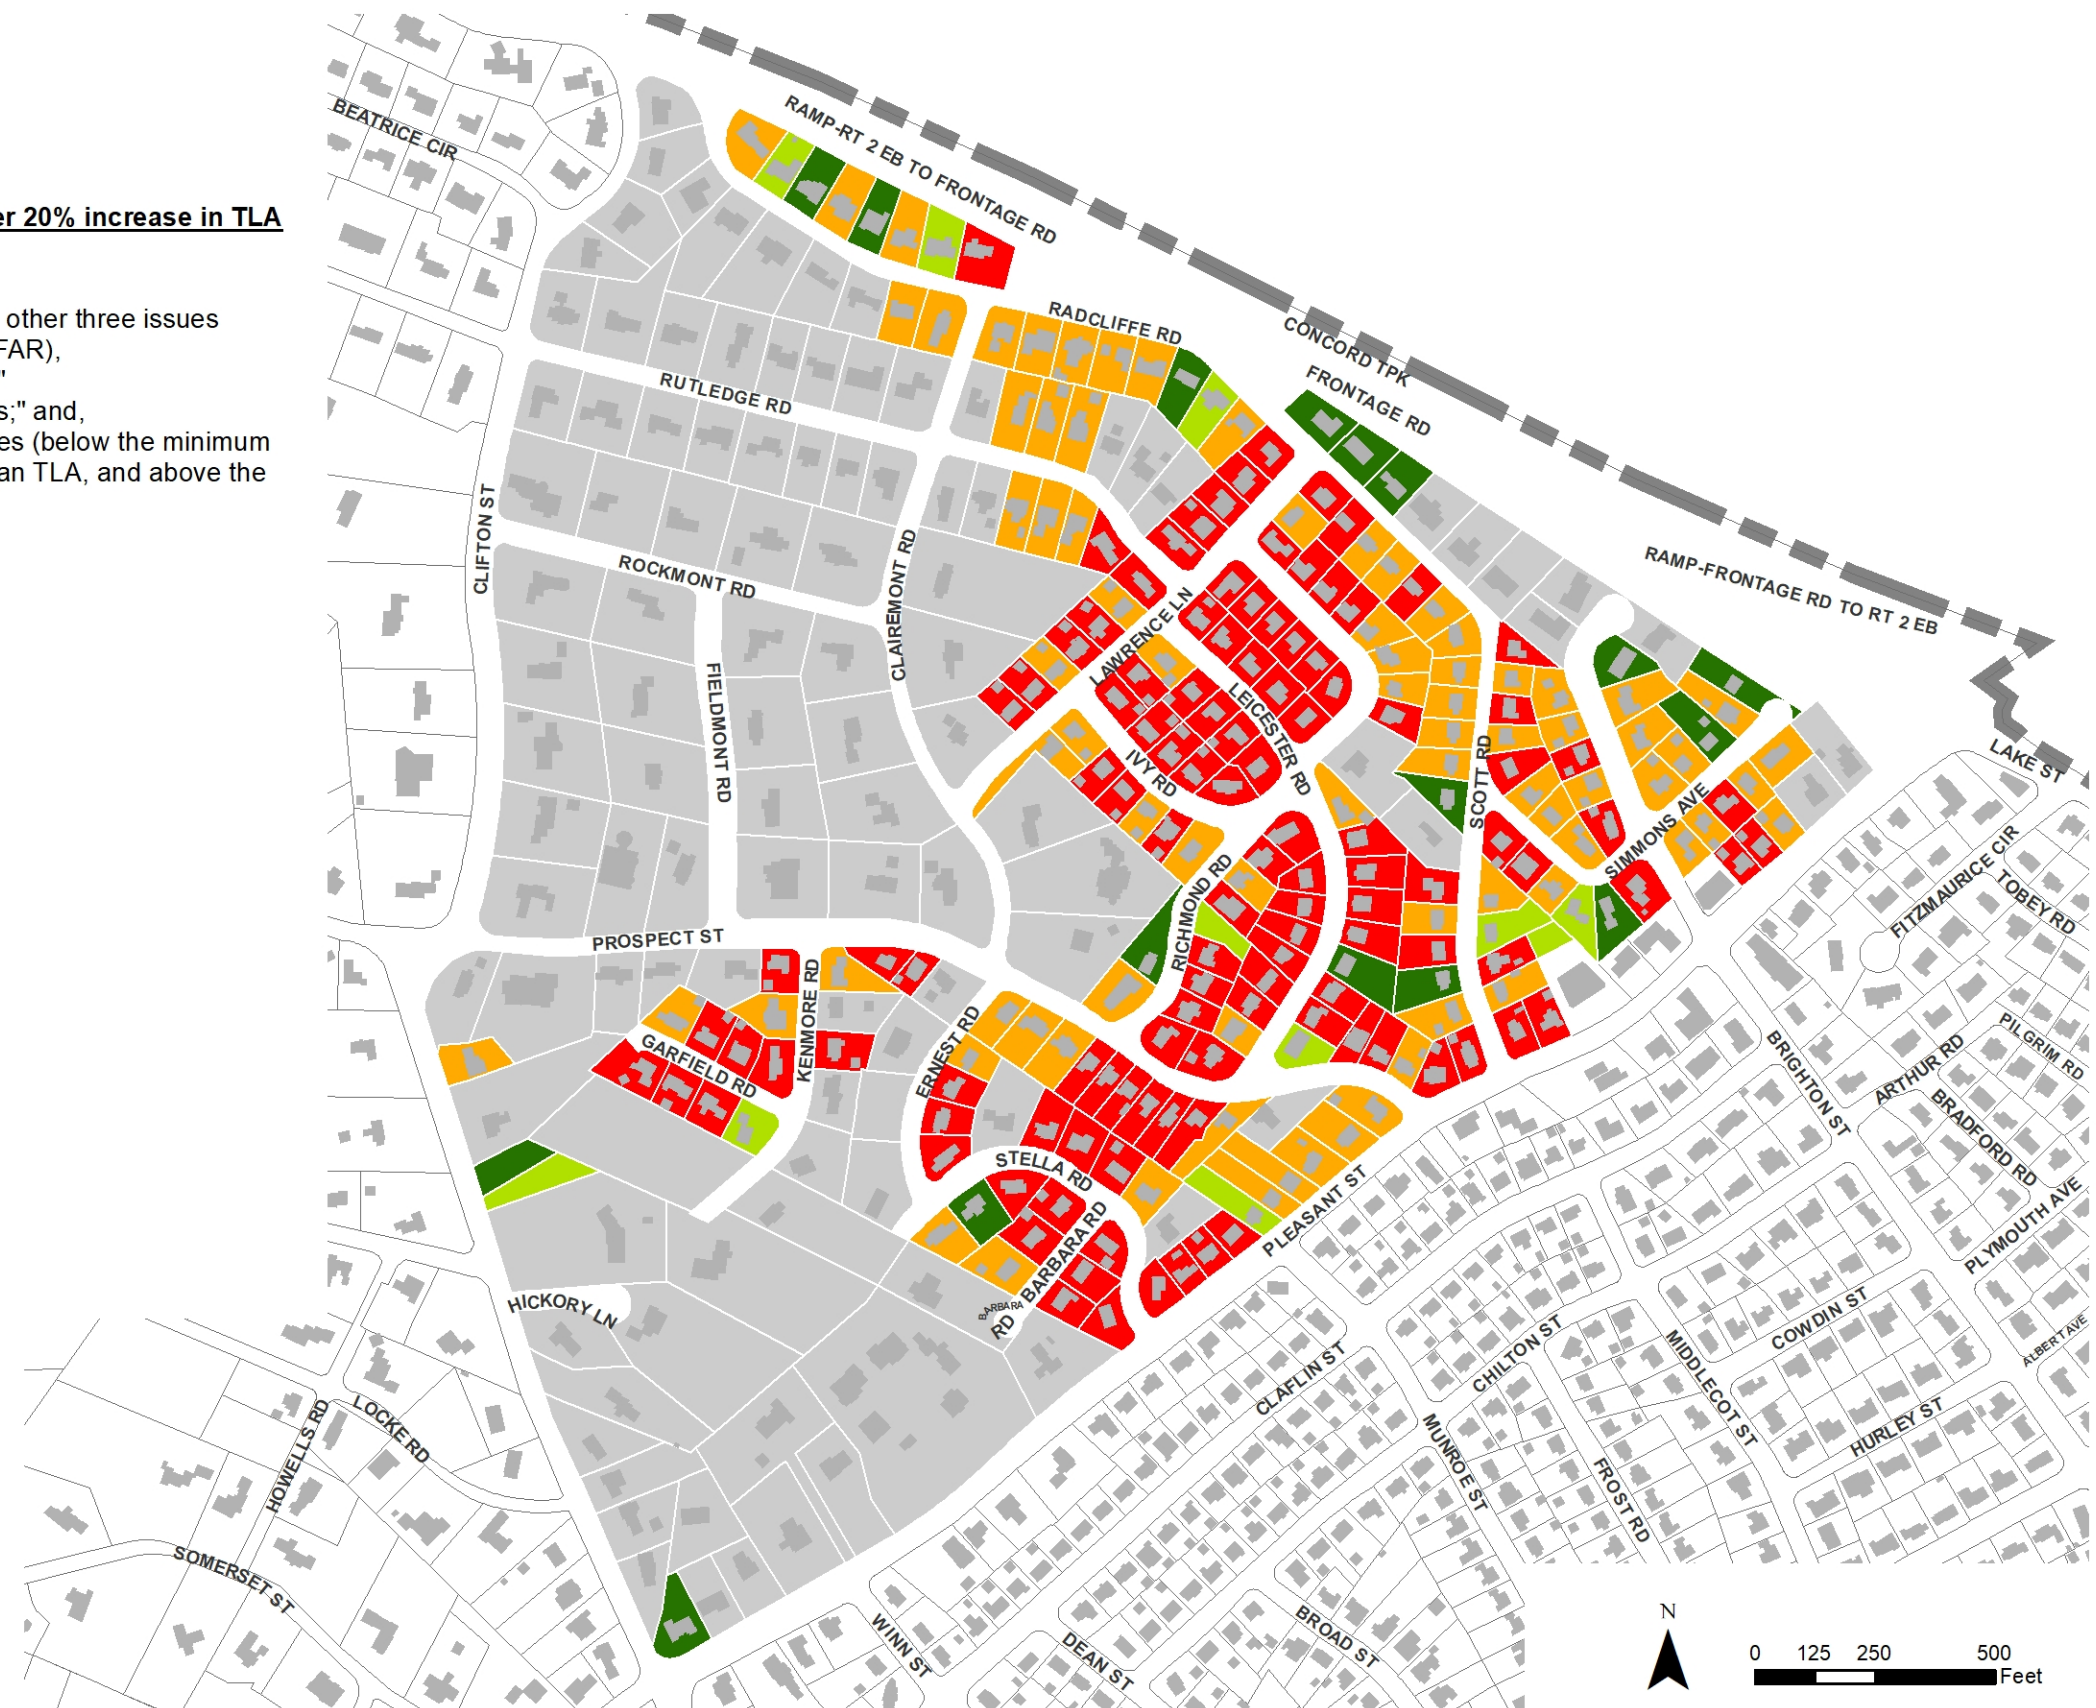 er 20% increase in TLA
other three issues
FAR),
"
s;" and,
es (below the minimum
an TLA, and above the
BEATRICE CIR
RAMP-RT 2 EB TO FRONTAGE RD
RADCLIFFE RD
CONCORD TPK
FRONTAGE RD
RUTLEDGE RD
CLIFTON ST
ROCKMONT RD
CLAIREMONT RD
RAMP-FRONTAGE RD TO RT 2 EB
LAWRENCE LN
FIELDMONT RD
LEICESTER RD
IVY RD
SCOTT RD
LAKE ST
SIMMONS AVE
FITZMAURICE CIR
TOBEY RD
RICHMOND RD
PROSPECT ST
KENMORE RD
GARFIELD RD
ERNEST RD
BRIGHTON ST
ARTHUR RD
PILGRIM RD
BRADFORD RD
STELLA RD
BARBARA RD
PLEASANT ST
PLYMOUTH AVE
BARBARA
RD
HICKORY LN
COWDIN ST
ALBERT AVE
CHILTON ST
MIDDLECOT ST
CLAFLIN ST
HURLEY ST
LOCKE RD
HOWELLS RD
MUNROE ST
FROST RD
SOMERSET ST
WINN ST
DEAN ST
BROAD ST
N
0 125 250 500
Feet